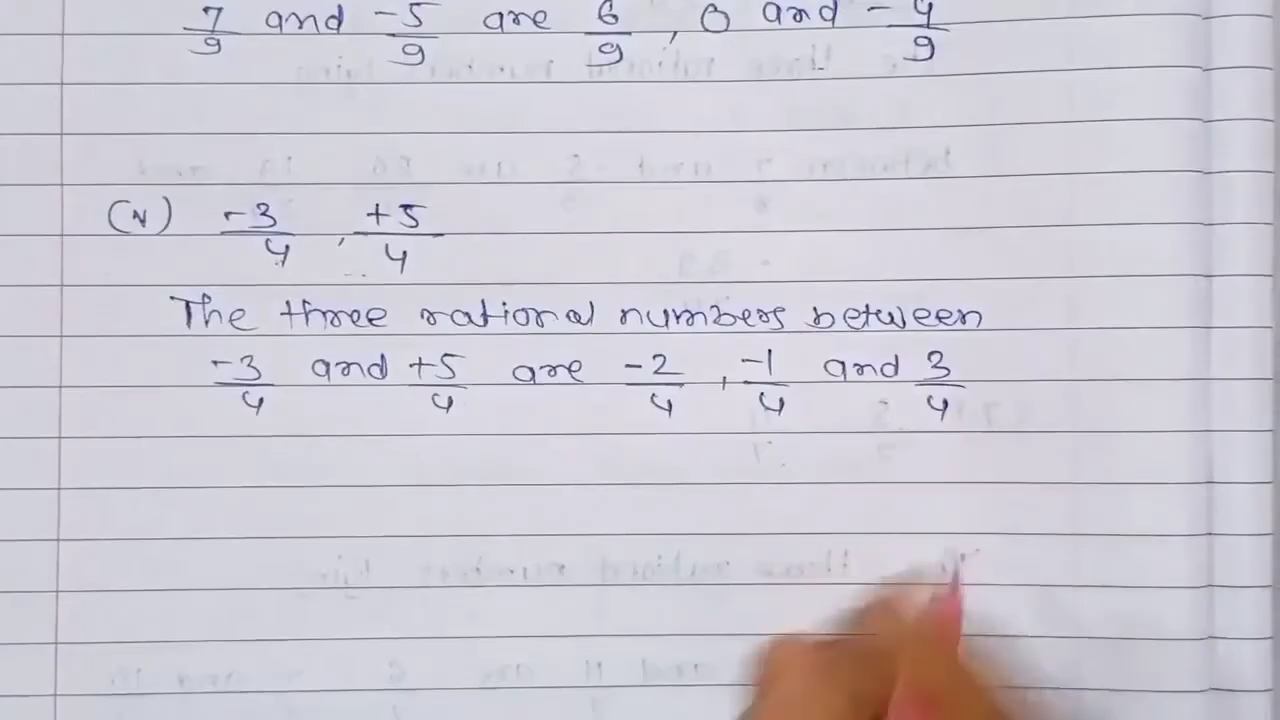 7/9 and -5/9 are 6/9, 0 and -4/9
(v) -3/4, +5/4
The three rational numbers between
-3/4 and +5/4 are -2/4, -1/4 and 3/4